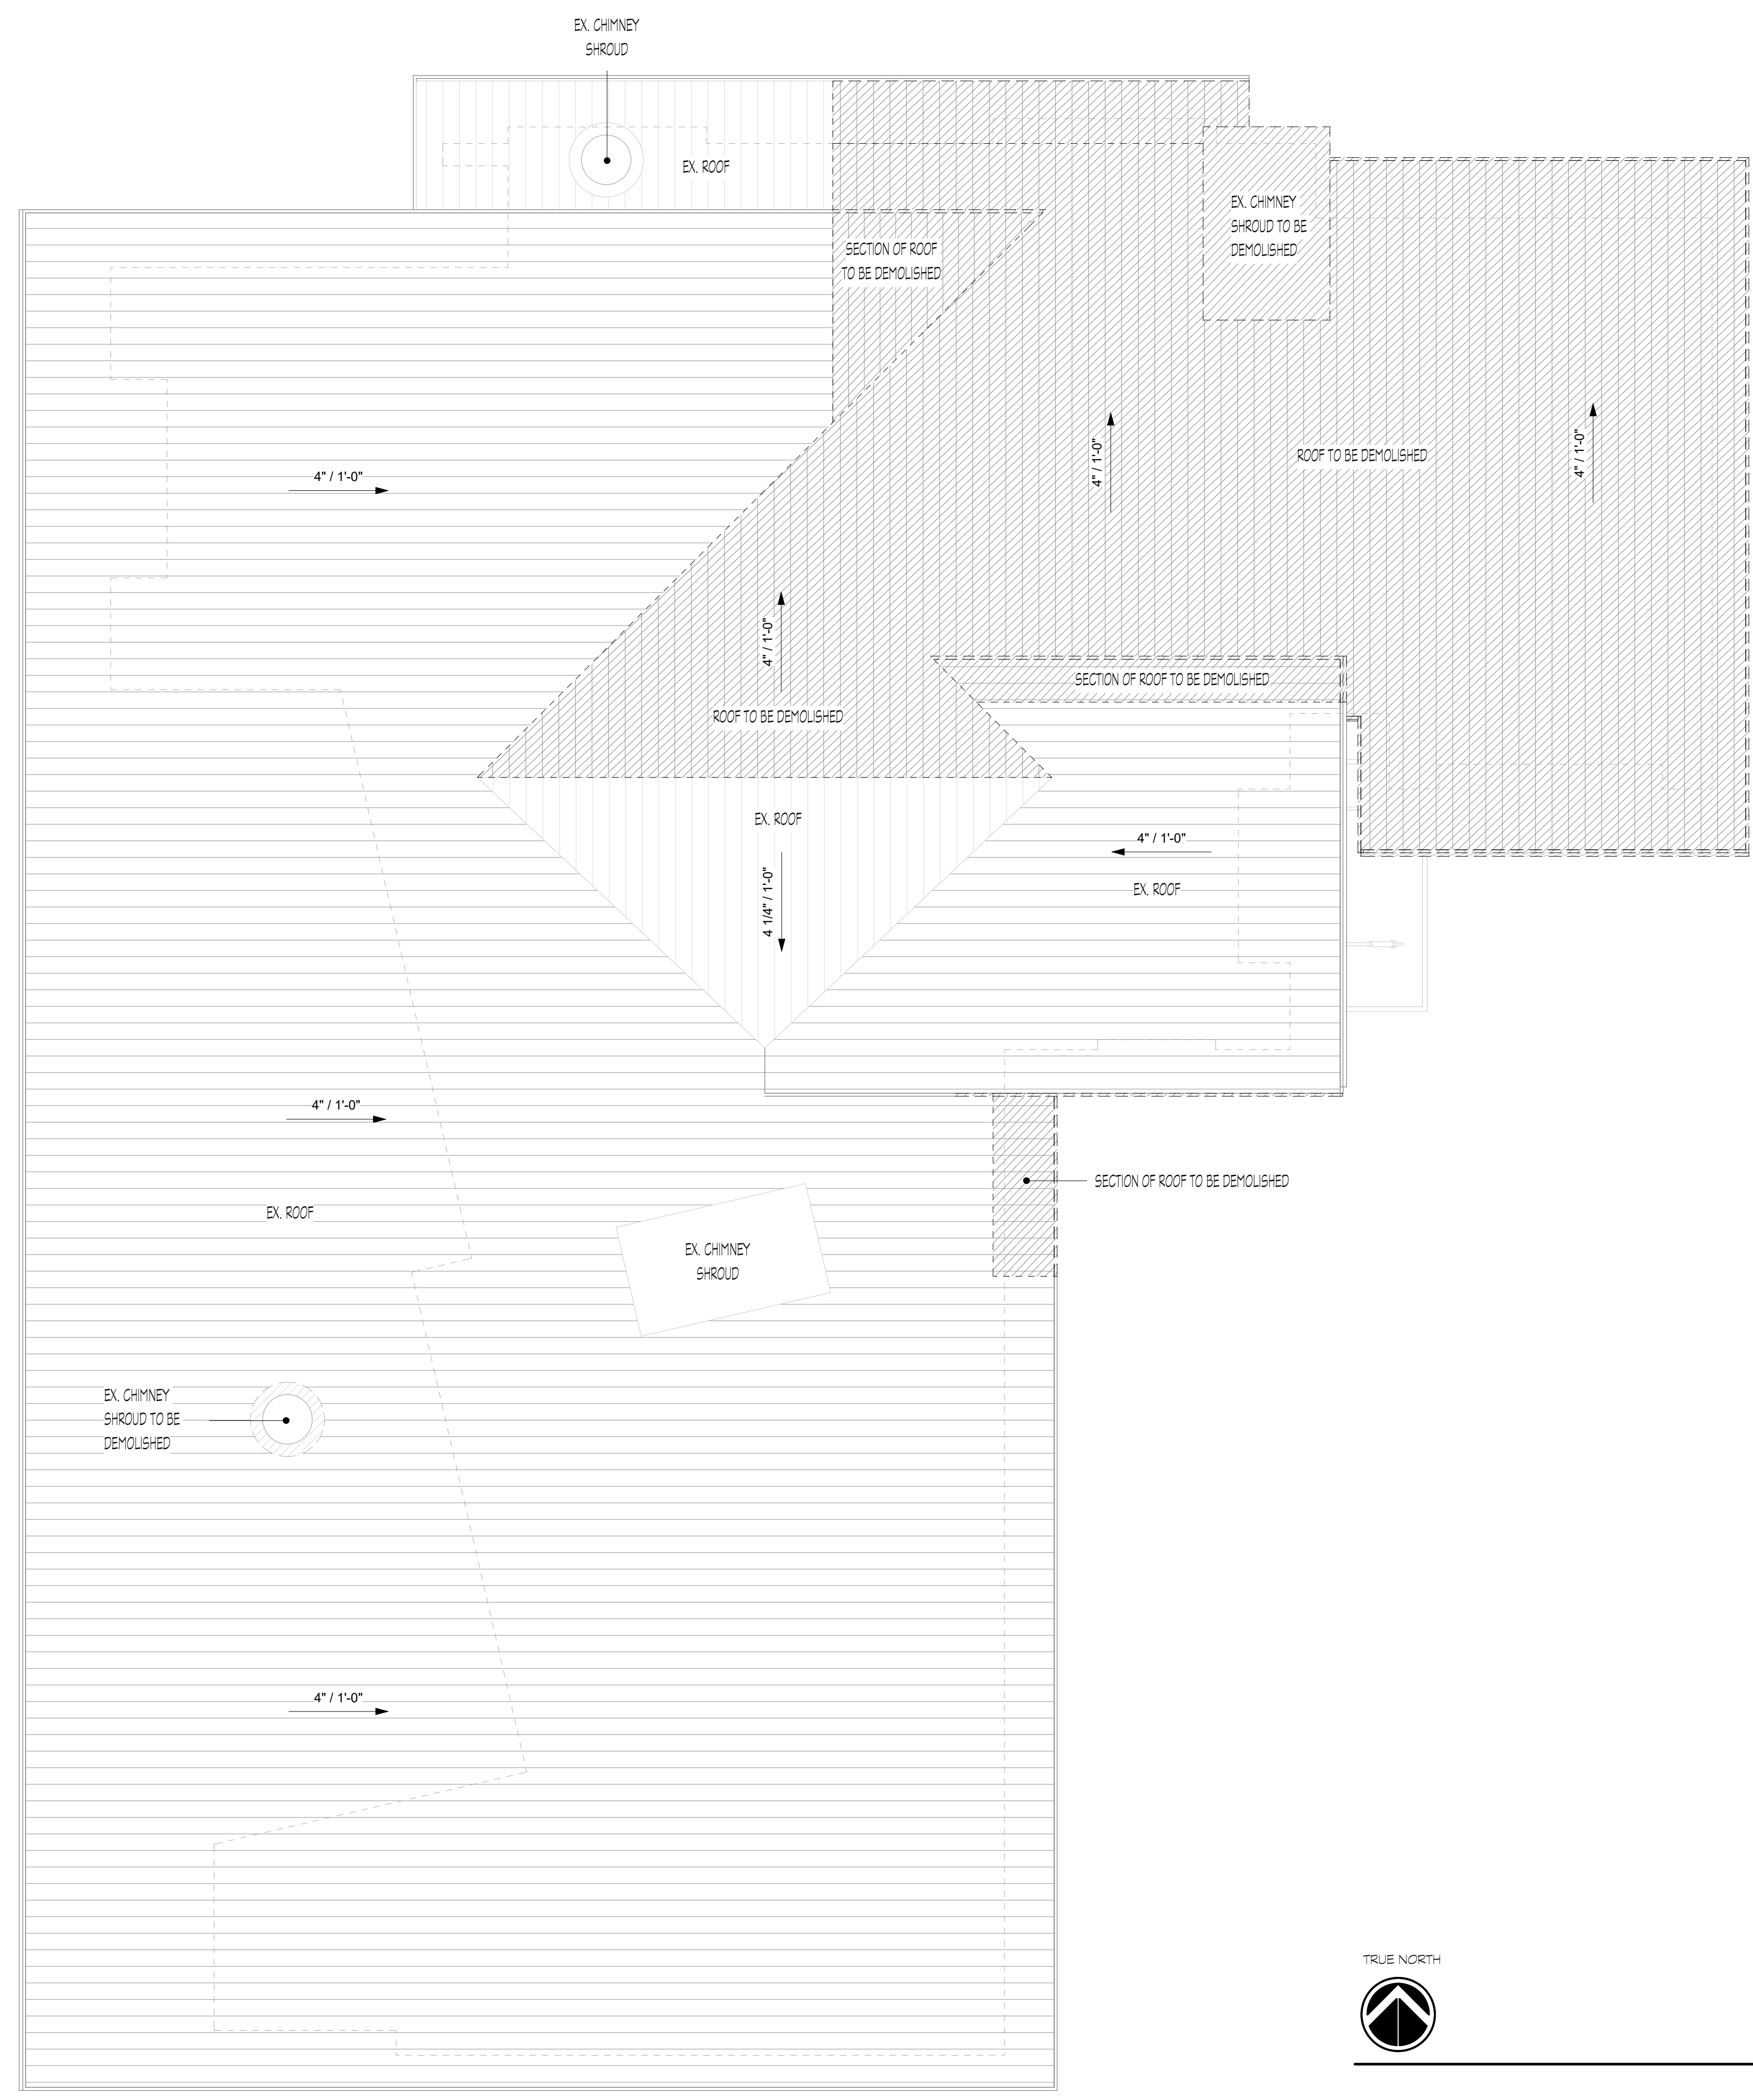 EX. CHIMNEY
SHROUD
EX. ROOF
EX. CHIMNEY
SHROUD TO BE
DEMOLISHED
SECTION OF ROOF
TO BE DEMOLISHED
4" / 1'-0"
4" / 1'-0"
ROOF TO BE DEMOLISHED
4" / 1'-0"
4" / 1'-0"
SECTION OF ROOF TO BE DEMOLISHED
ROOF TO BE DEMOLISHED
EX. ROOF
4" / 1'-0"
4 1/4" / 1'-0"
EX. ROOF
4" / 1'-0"
SECTION OF ROOF TO BE DEMOLISHED
EX. ROOF
EX. CHIMNEY
SHROUD
EX. CHIMNEY
SHROUD TO BE
DEMOLISHED
4" / 1'-0"
TRUE NORTH